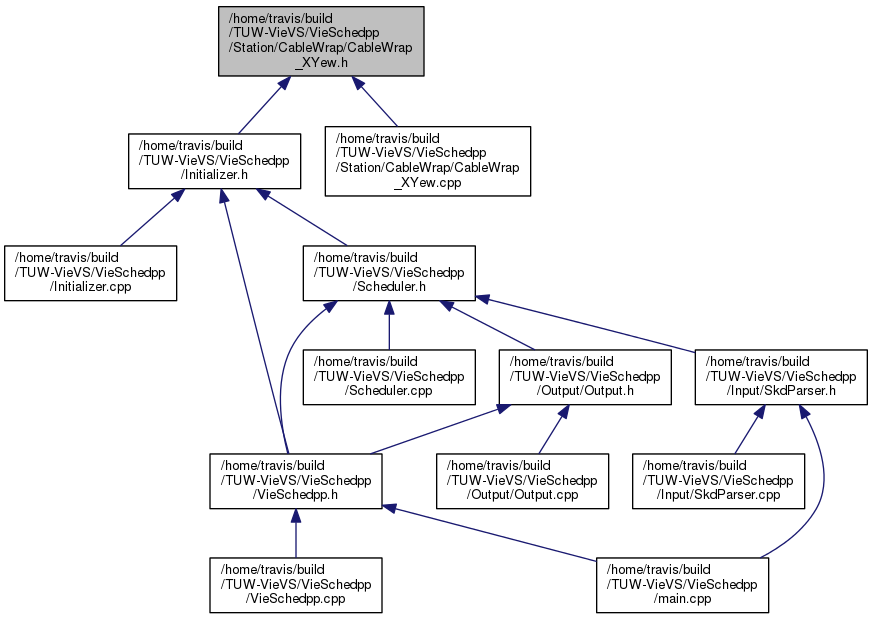 /home/travis/build
/TUW-VieVS/VieSchedpp
/Station/CableWrap/CableWrap
_XYew.h
/home/travis/build
/TUW-VieVS/VieSchedpp
/Initializer.h
/home/travis/build
/TUW-VieVS/VieSchedpp
/Station/CableWrap/CableWrap
_XYew.cpp
/home/travis/build
/TUW-VieVS/VieSchedpp
/Initializer.cpp
/home/travis/build
/TUW-VieVS/VieSchedpp
/Scheduler.h
/home/travis/build
/TUW-VieVS/VieSchedpp
/Scheduler.cpp
/home/travis/build
/TUW-VieVS/VieSchedpp
/Output/Output.h
/home/travis/build
/TUW-VieVS/VieSchedpp
/Input/SkdParser.h
/home/travis/build
/TUW-VieVS/VieSchedpp
/VieSchedpp.h
/home/travis/build
/TUW-VieVS/VieSchedpp
/Output/Output.cpp
/home/travis/build
/TUW-VieVS/VieSchedpp
/Input/SkdParser.cpp
/home/travis/build
/TUW-VieVS/VieSchedpp
/VieSchedpp.cpp
/home/travis/build
/TUW-VieVS/VieSchedpp
/main.cpp